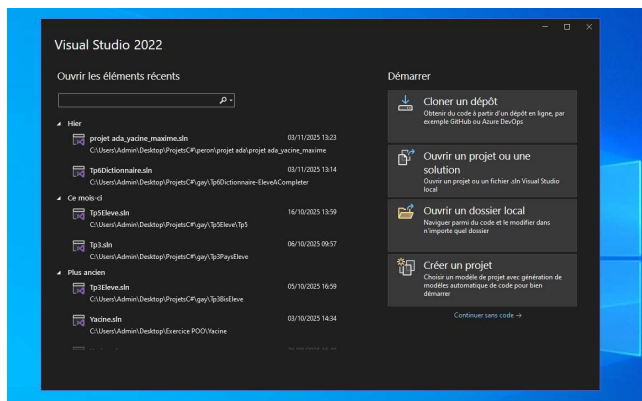 Visual Studio 2022
Ouvrir les éléments récents
Hier
projet ada_yacine_maxime.sln 03/11/2025 13:23
C:\Users\Admin\Desktop\ProjetsC#\peron\projet ada\projet ada_yacine_maxime
Tp6Dictionnaire.sln 03/11/2025 13:14
C:\Users\Admin\Desktop\ProjetsC#\gay\Tp6Dictionnaire-EleveACompleter
Ce mois-ci
Tp5Eleve.sln 16/10/2025 13:59
C:\Users\Admin\Desktop\ProjetsC#\gay\Tp5Eleve\Tp5
Tp3.sln 06/10/2025 09:57
C:\Users\Admin\Desktop\ProjetsC#\gay\Tp3PaysEleve
Plus ancien
Tp3Eleve.sln 05/10/2025 16:59
C:\Users\Admin\Desktop\ProjetsC#\gay\Tp3BisEleve
Yacine.sln 03/10/2025 14:34
C:\Users\Admin\Desktop\Exercice POO\Yacine
Démarrer
Cloner un dépôt
Obtenir du code à partir d'un dépôt en ligne, par
exemple GitHub ou Azure DevOps
Ouvrir un projet ou une
solution
Ouvrir un projet ou un fichier .sln Visual Studio
local
Ouvrir un dossier local
Naviguer parmi du code et le modifier dans
n'importe quel dossier
Créer un projet
Choisir un modèle de projet avec génération de
modèles automatique de code pour bien
démarrer
Continuer sans code →